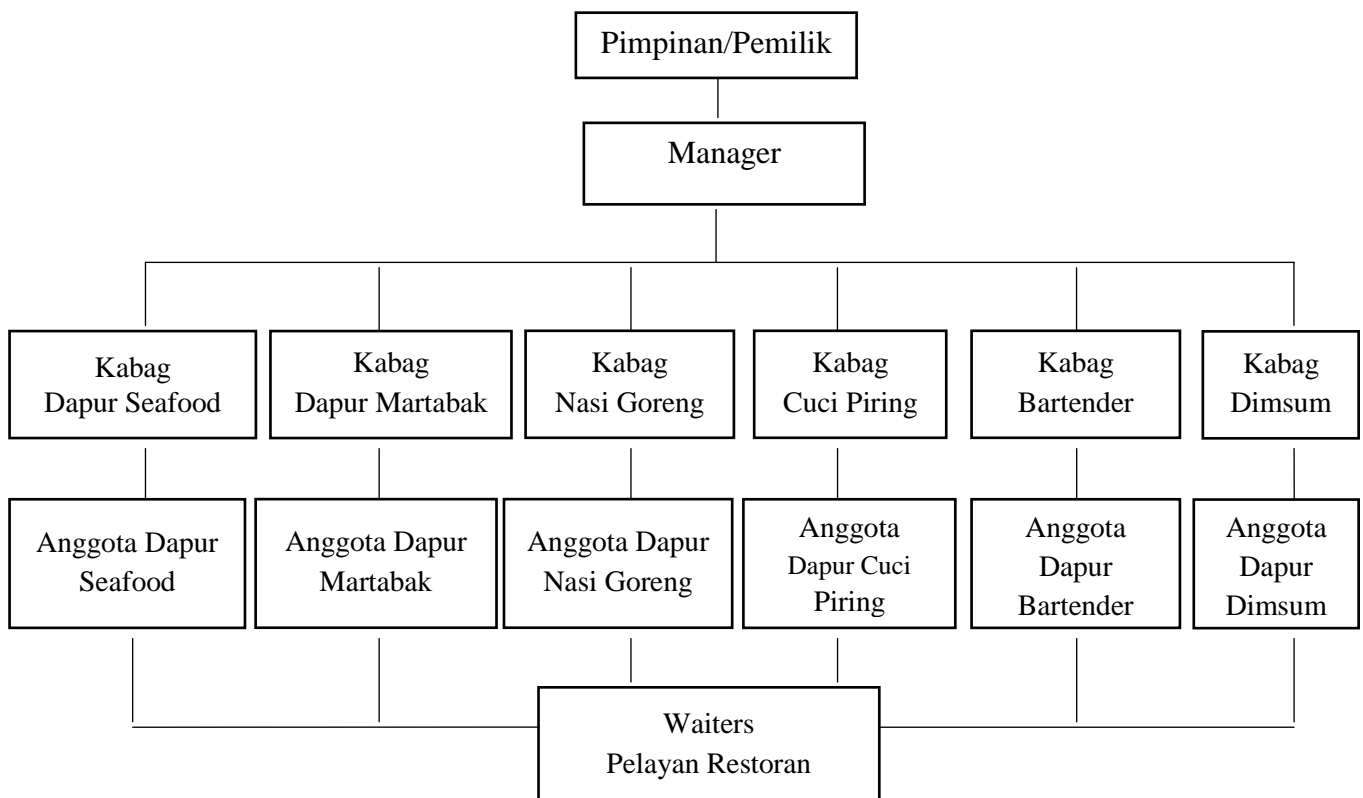 Pimpinan/Pemilik
Manager
Kabag
Dapur Seafood
Kabag
Dapur Martabak
Kabag
Nasi Goreng
Kabag
Cuci Piring
Kabag
Bartender
Kabag
Dimsum
Anggota Dapur
Seafood
Anggota Dapur
Martabak
Anggota Dapur
Nasi Goreng
Anggota
Dapur Cuci
Piring
Anggota
Dapur
Bartender
Anggota
Dapur
Dimsum
Waiters
Pelayan Restoran